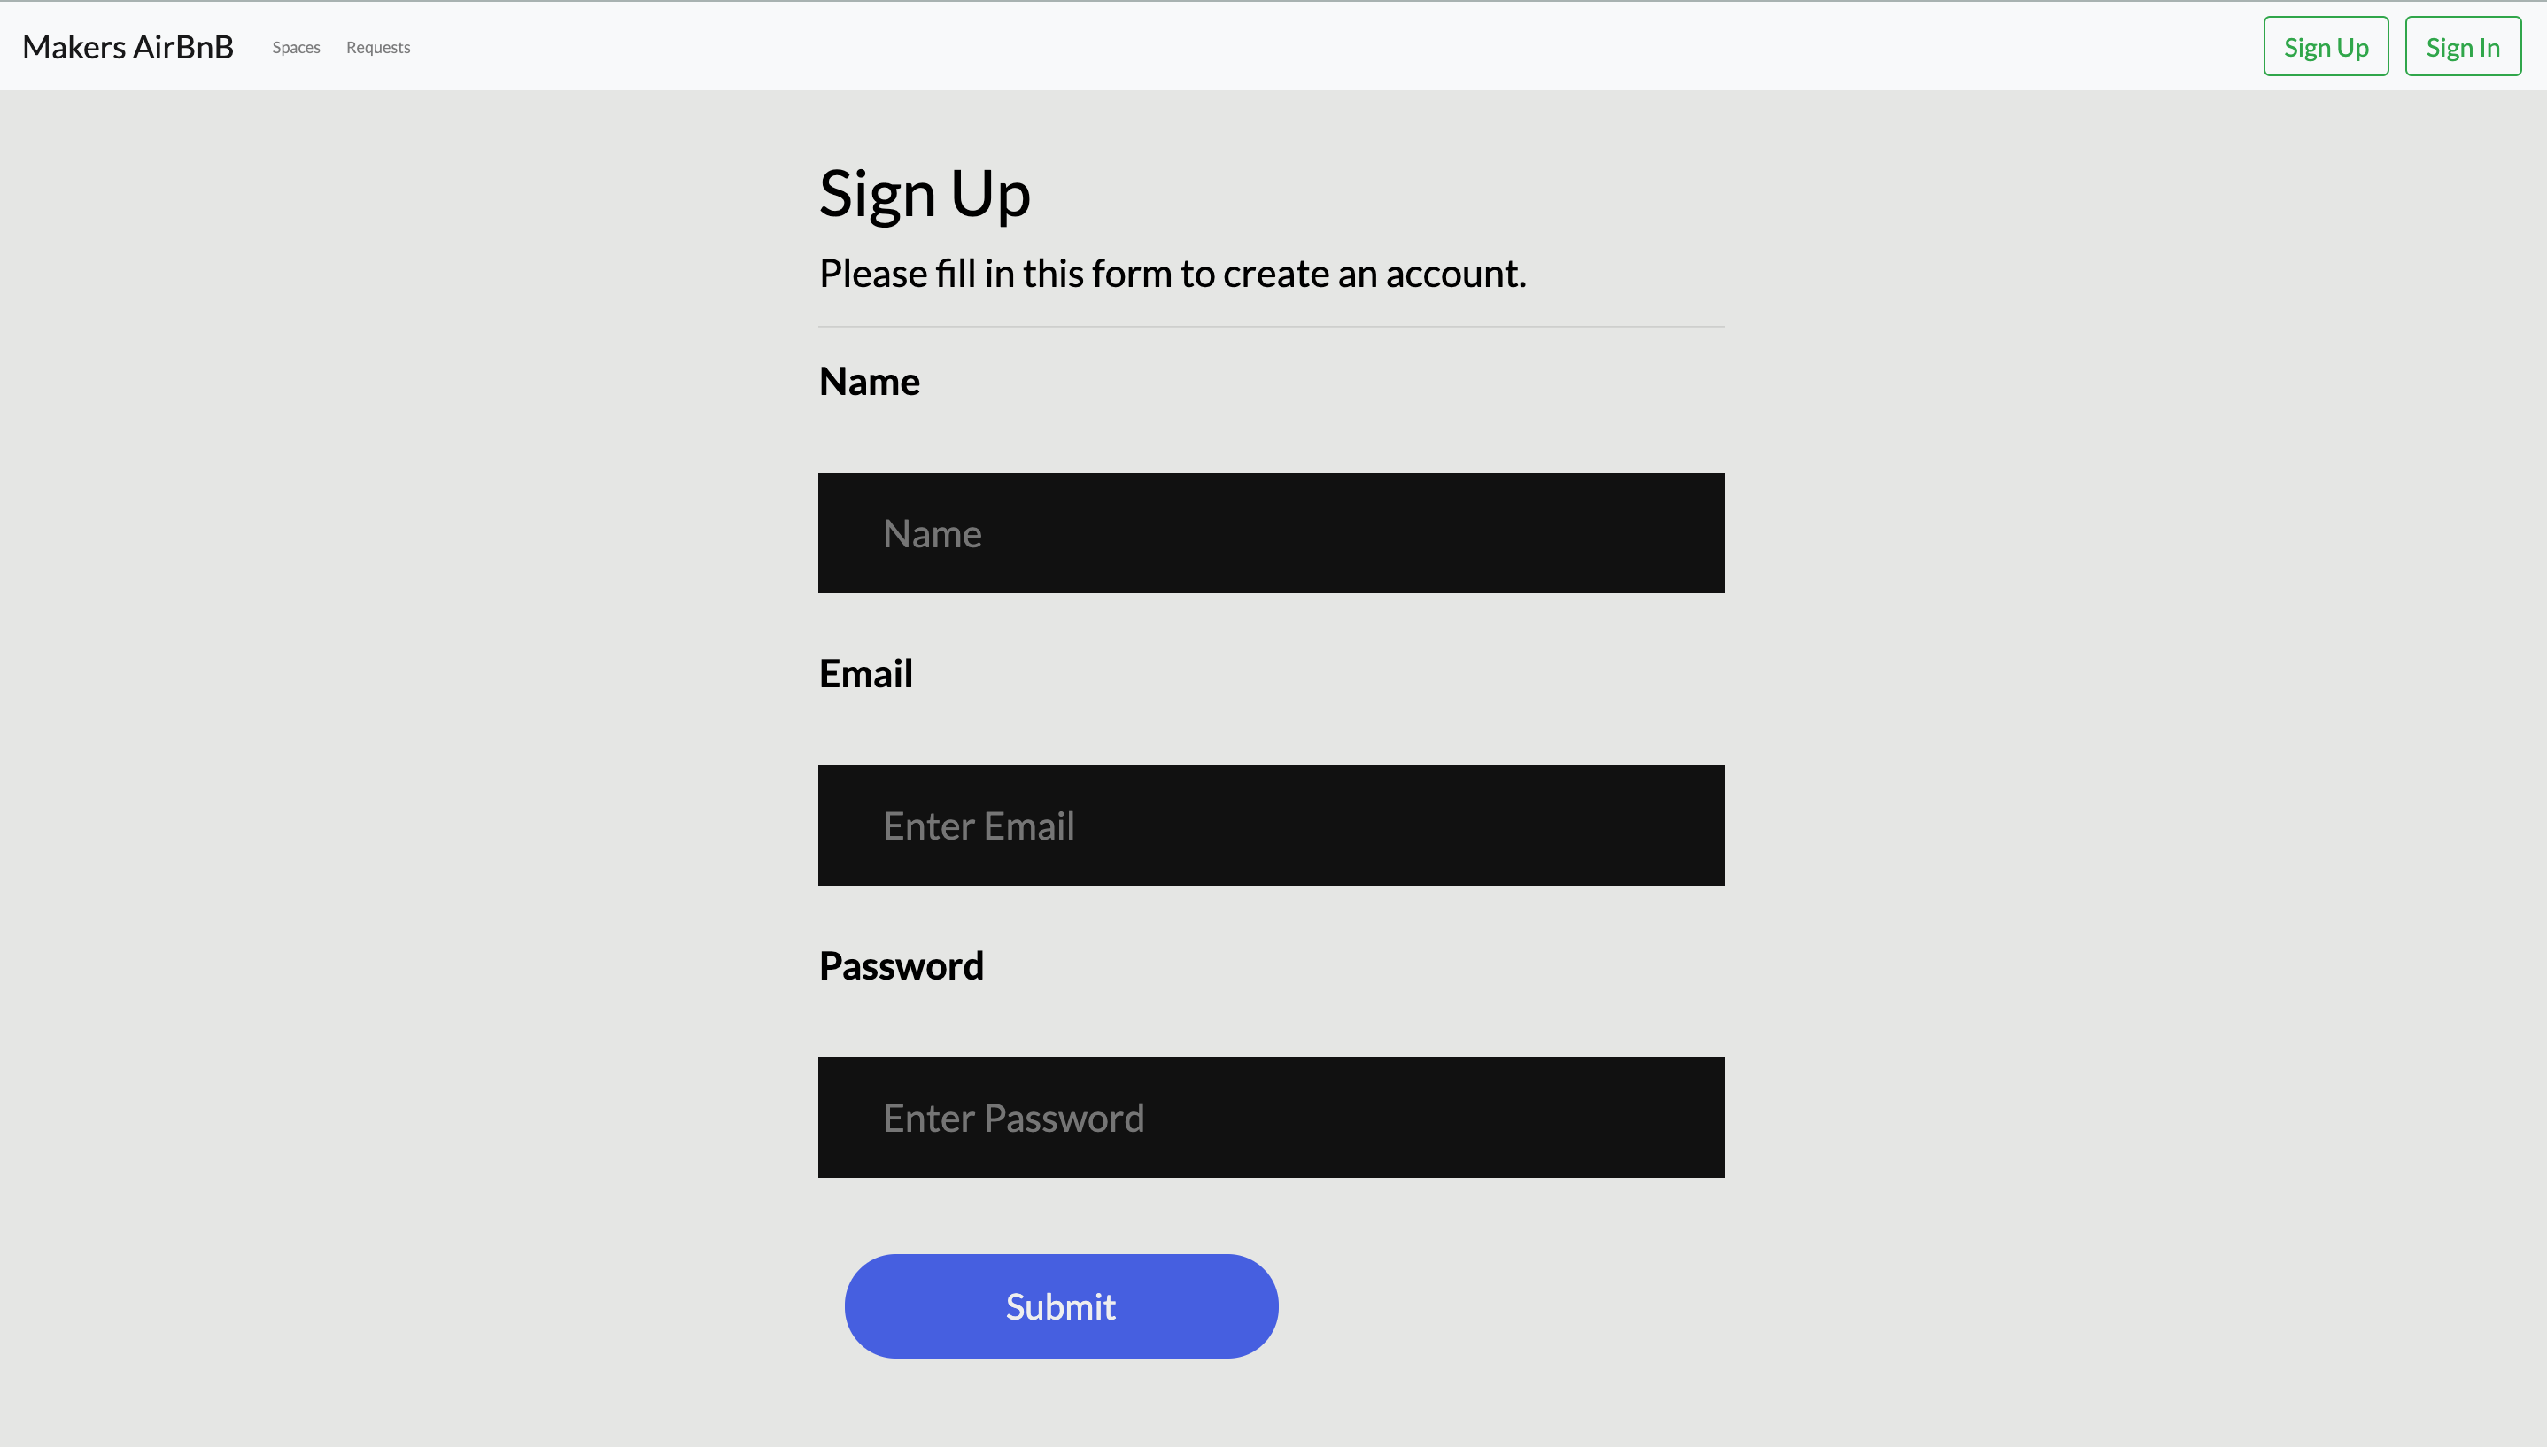 Makers AirBnB Spaces Requests Sign Up Sign In
Sign Up
Please fill in this form to create an account.
Name
Name
Email
Enter Email
Password
Enter Password
Submit